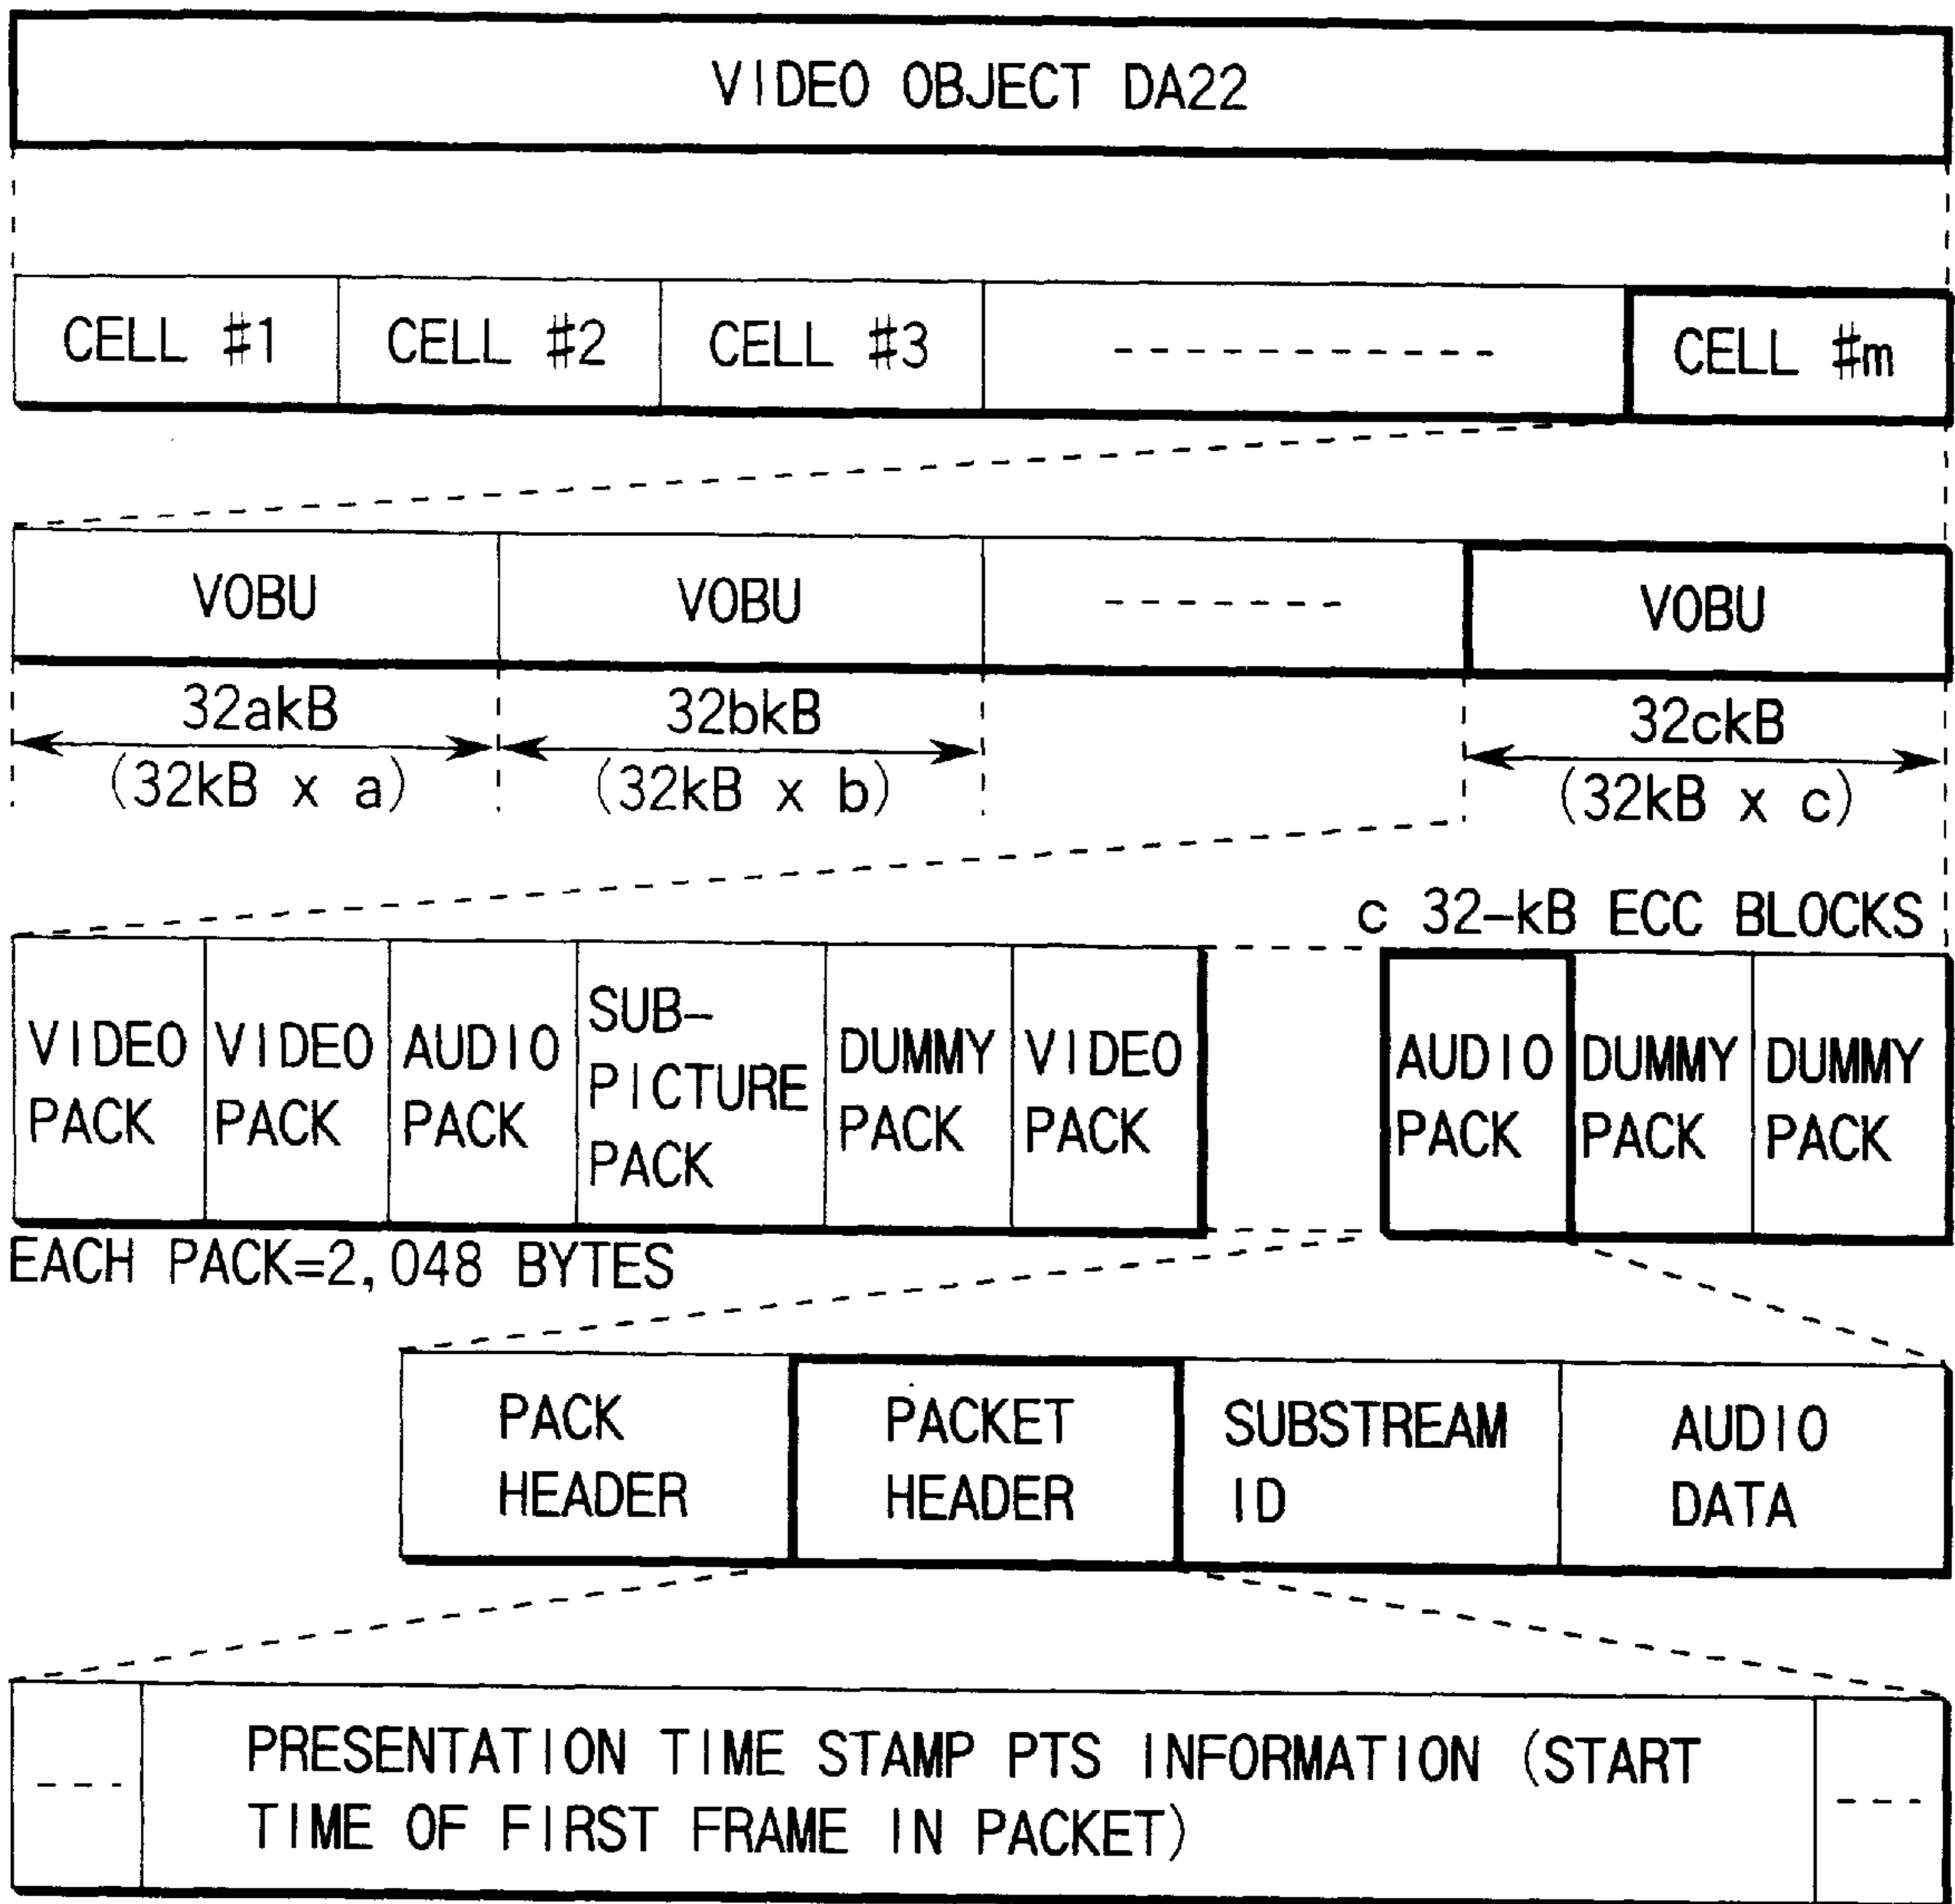 VIDEO OBJECT DA22
CELL #1 CELL #2 CELL #3 ----------- CELL #m
VOBU VOBU ------- VOBU
32akB 32bkB 32ckB
(32kB x a) (32kB x b) (32kB x c)
c 32-kB ECC BLOCKS
VIDEO PACK
VIDEO PACK
AUDIO PACK
SUB-
PICTURE
PACK
DUMMY PACK
VIDEO PACK
AUDIO PACK
DUMMY PACK
DUMMY PACK
EACH PACK=2,048 BYTES
PACK
HEADER
PACKET
HEADER
SUBSTREAM
ID
AUDIO
DATA
--- PRESENTATION TIME STAMP PTS INFORMATION (START
TIME OF FIRST FRAME IN PACKET) ---